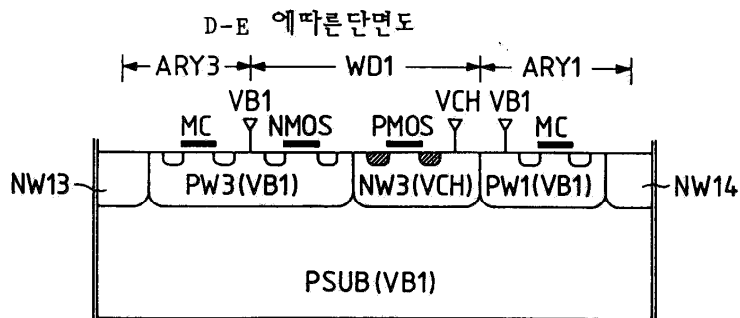 D-E 에따른단면도
ARY3 WD1 ARY1
VB1 VCH VB1
MC NMOS PMOS MC
NW13 PW3(VB1) NW3(VCH) PW1(VB1) NW14
PSUB(VB1)